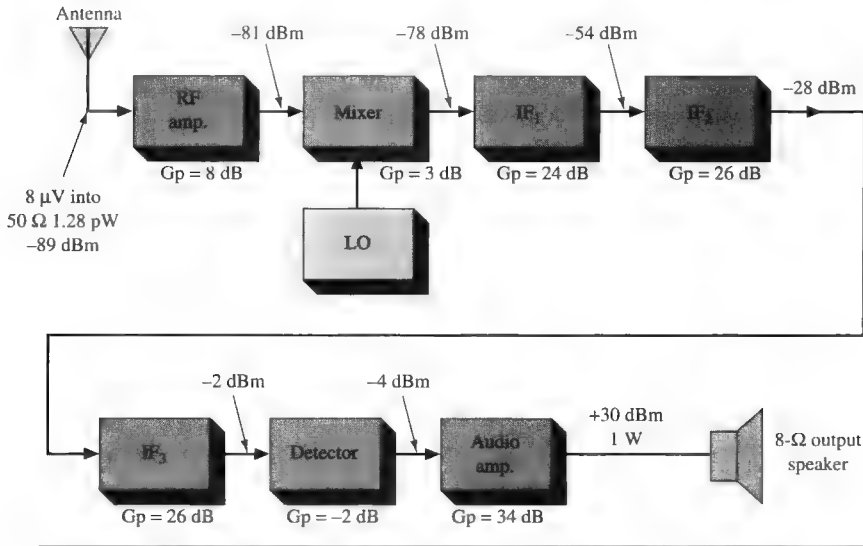 Antenna
–81 dBm
–78 dBm
–54 dBm
–28 dBm
RF
amp.
Mixer
IF₁
IF₂
Gp = 8 dB
Gp = 3 dB
Gp = 24 dB
Gp = 26 dB
8 µV into
50 Ω 1.28 pW
–89 dBm
LO
–2 dBm
–4 dBm
+30 dBm
1 W
IF₃
Detector
Audio
amp.
8-Ω output
speaker
Gp = 26 dB
Gp = –2 dB
Gp = 34 dB